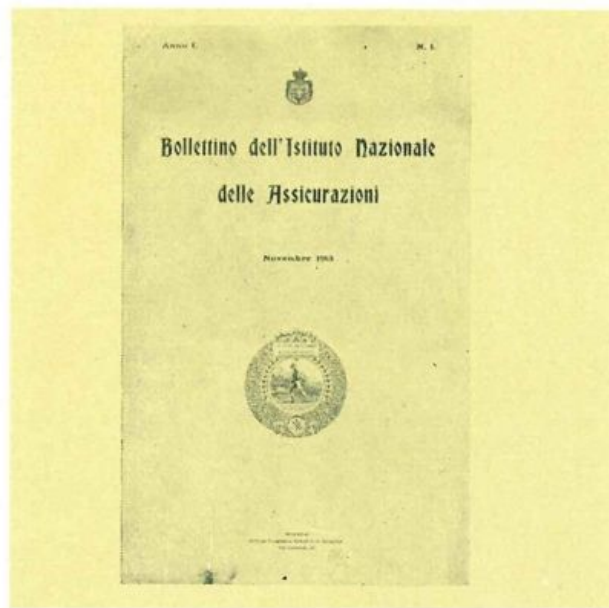 Anno I.
N. 1.
Bollettino dell'Istituto Nazionale
delle Assicurazioni
Novembre 1913